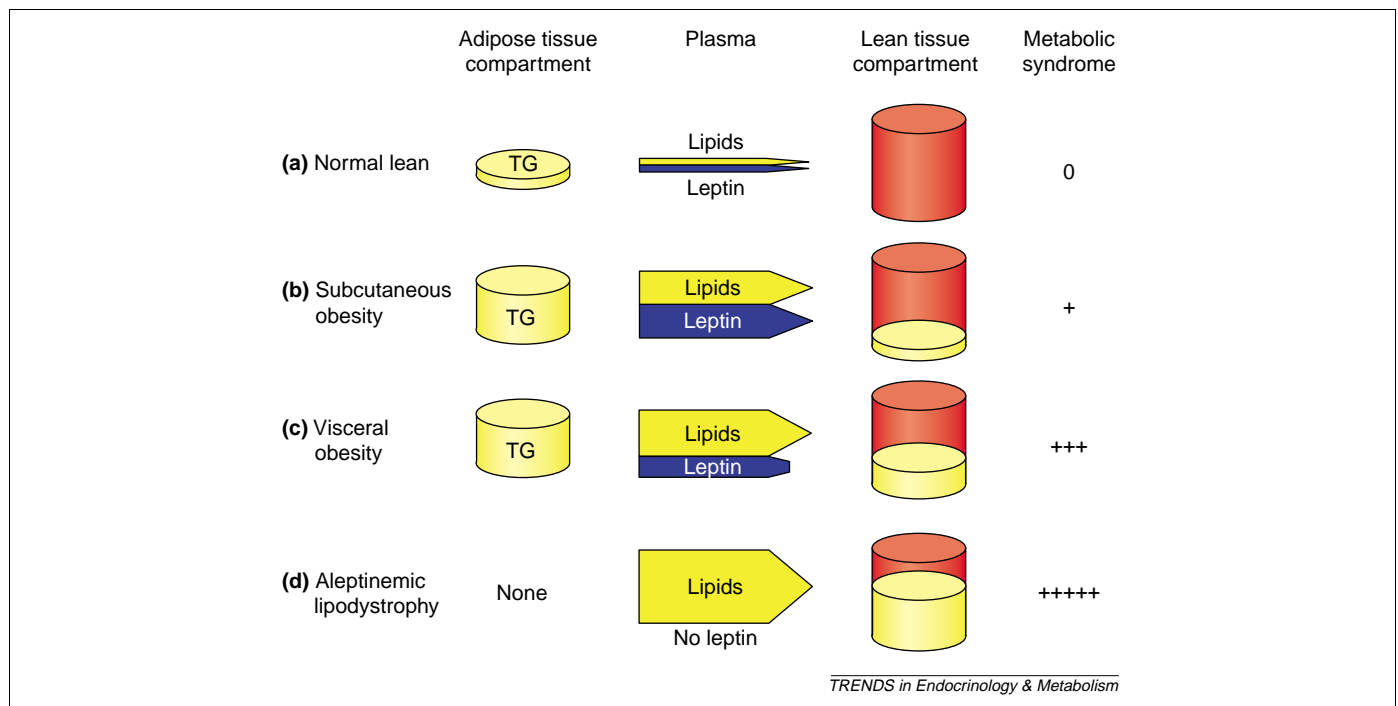 Adipose tissue
compartment
Plasma
Lean tissue
compartment
Metabolic
syndrome
(a) Normal lean
TG
Lipids
Leptin
0
(b) Subcutaneous
obesity
TG
Lipids
Leptin
+
(c) Visceral
obesity
TG
Lipids
Leptin
+++
(d) Aleptinemic
lipodystrophy
None
Lipids
No leptin
+++++
TRENDS in Endocrinology & Metabolism